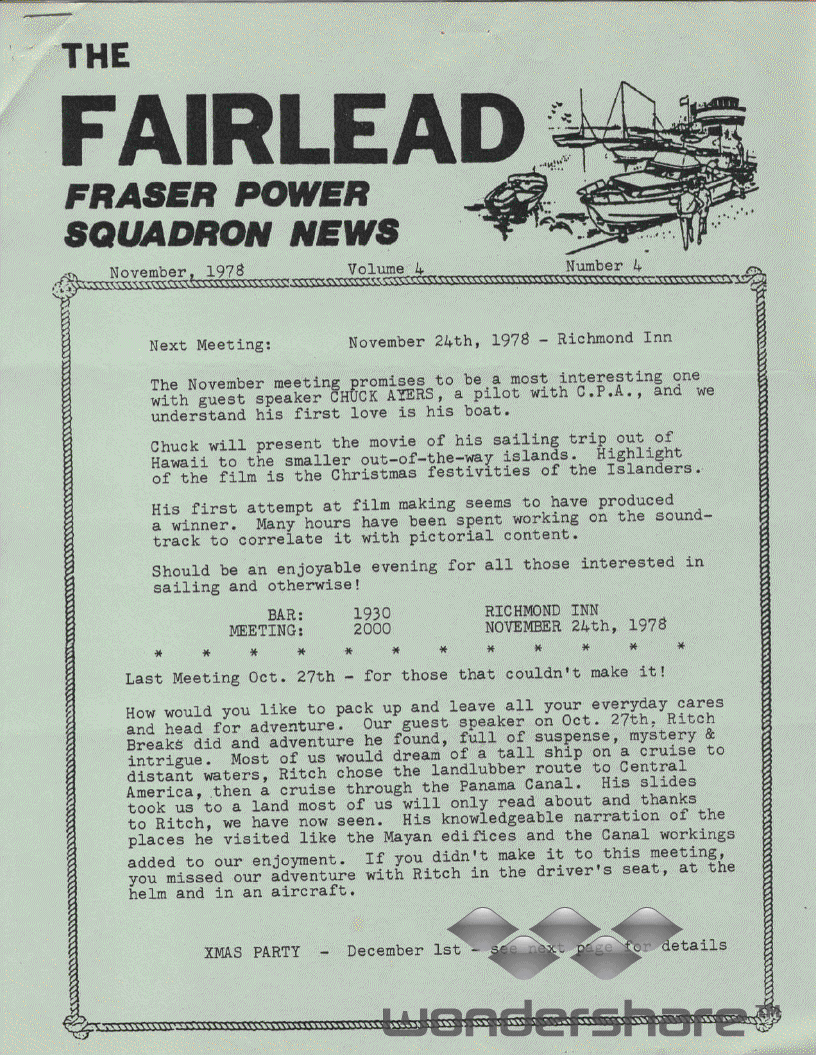 THE
FAIRLEAD
FRASER POWER
SQUADRON NEWS
November, 1978 Volume 4 Number 4
Next Meeting: November 24th, 1978 - Richmond Inn
The November meeting promises to be a most interesting one
with guest speaker CHUCK AYERS, a pilot with C.P.A., and we
understand his first love is his boat.
Chuck will present the movie of his sailing trip out of
Hawaii to the smaller out-of-the-way islands. Highlight
of the film is the Christmas festivities of the Islanders.
His first attempt at film making seems to have produced
a winner. Many hours have been spent working on the sound-
track to correlate it with pictorial content.
Should be an enjoyable evening for all those interested in
sailing and otherwise!
BAR: 1930 RICHMOND INN
MEETING: 2000 NOVEMBER 24th, 1978
* * * * * * * * * * * *
Last Meeting Oct. 27th - for those that couldn't make it!
How would you like to pack up and leave all your everyday cares
and head for adventure. Our guest speaker on Oct. 27th, Ritch
Breaks did and adventure he found, full of suspense, mystery &
intrigue. Most of us would dream of a tall ship on a cruise to
distant waters, Ritch chose the landlubber route to Central
America, then a cruise through the Panama Canal. His slides
took us to a land most of us will only read about and thanks
to Ritch, we have now seen. His knowledgeable narration of the
places he visited like the Mayan edifices and the Canal workings
added to our enjoyment. If you didn't make it to this meeting,
you missed our adventure with Ritch in the driver's seat, at the
helm and in an aircraft.
XMAS PARTY - December 1st - see next page for details
wondershare™